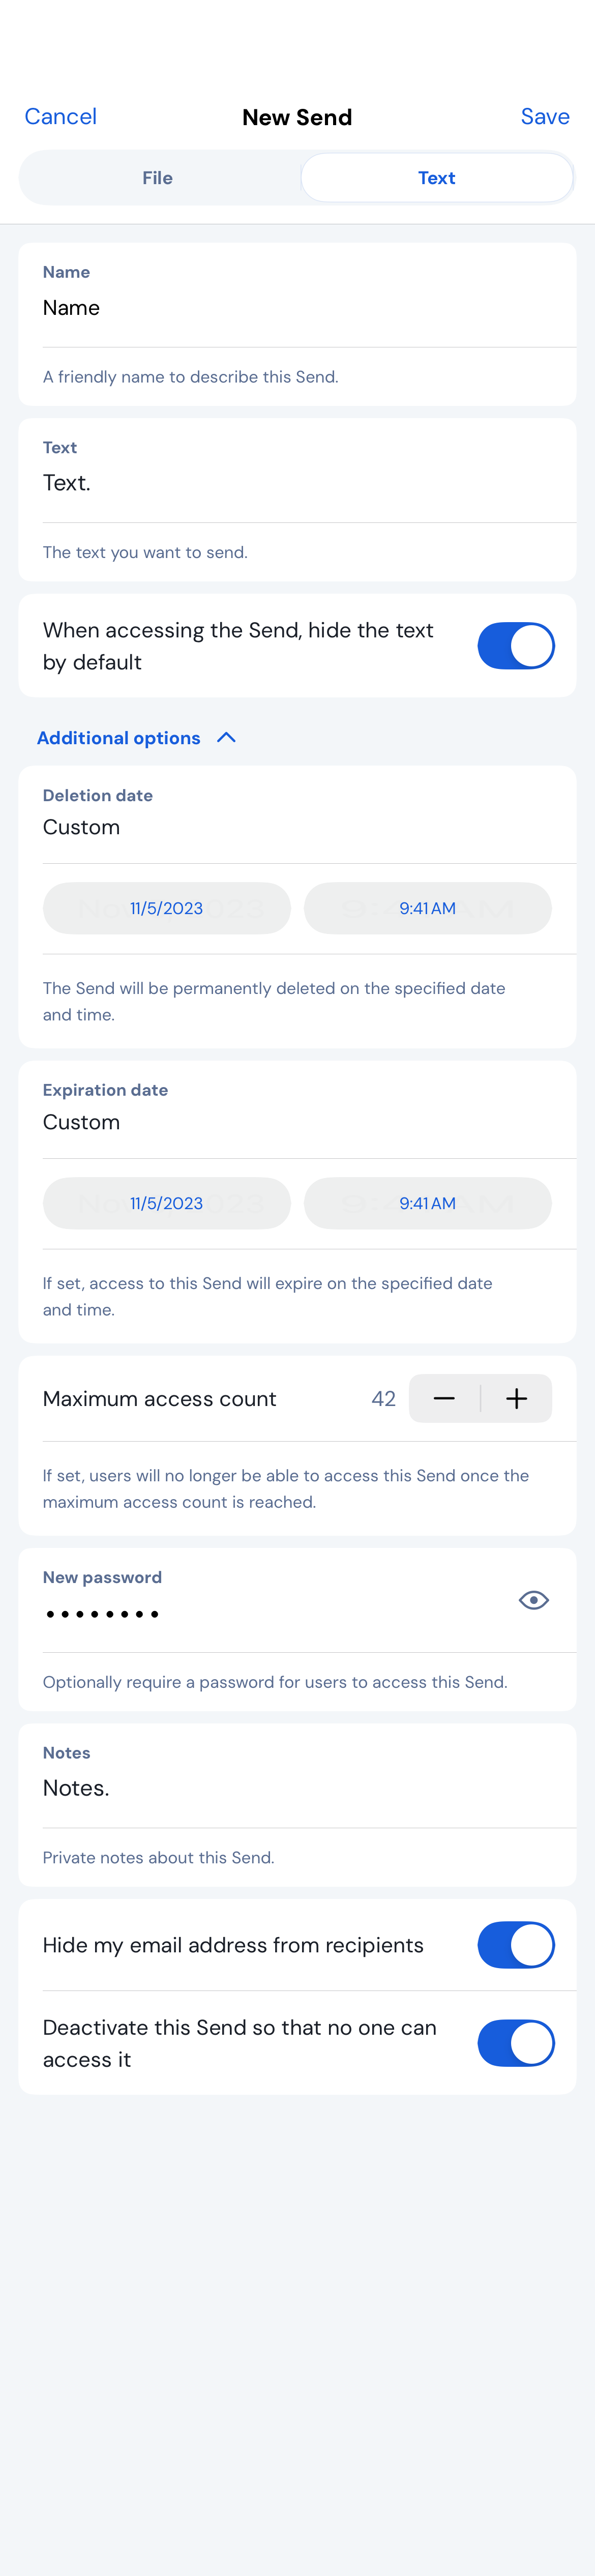 Cancel New Send Save
File Text
Name
Name
A friendly name to describe this Send.
Text
Text.
The text you want to send.
When accessing the Send, hide the text
by default
Additional options
Deletion date
Custom
11/5/2023 9:41 AM
The Send will be permanently deleted on the specified date
and time.
Expiration date
Custom
11/5/2023 9:41 AM
If set, access to this Send will expire on the specified date
and time.
Maximum access count 42
If set, users will no longer be able to access this Send once the
maximum access count is reached.
New password
••••••••
Optionally require a password for users to access this Send.
Notes
Notes.
Private notes about this Send.
Hide my email address from recipients
Deactivate this Send so that no one can
access it